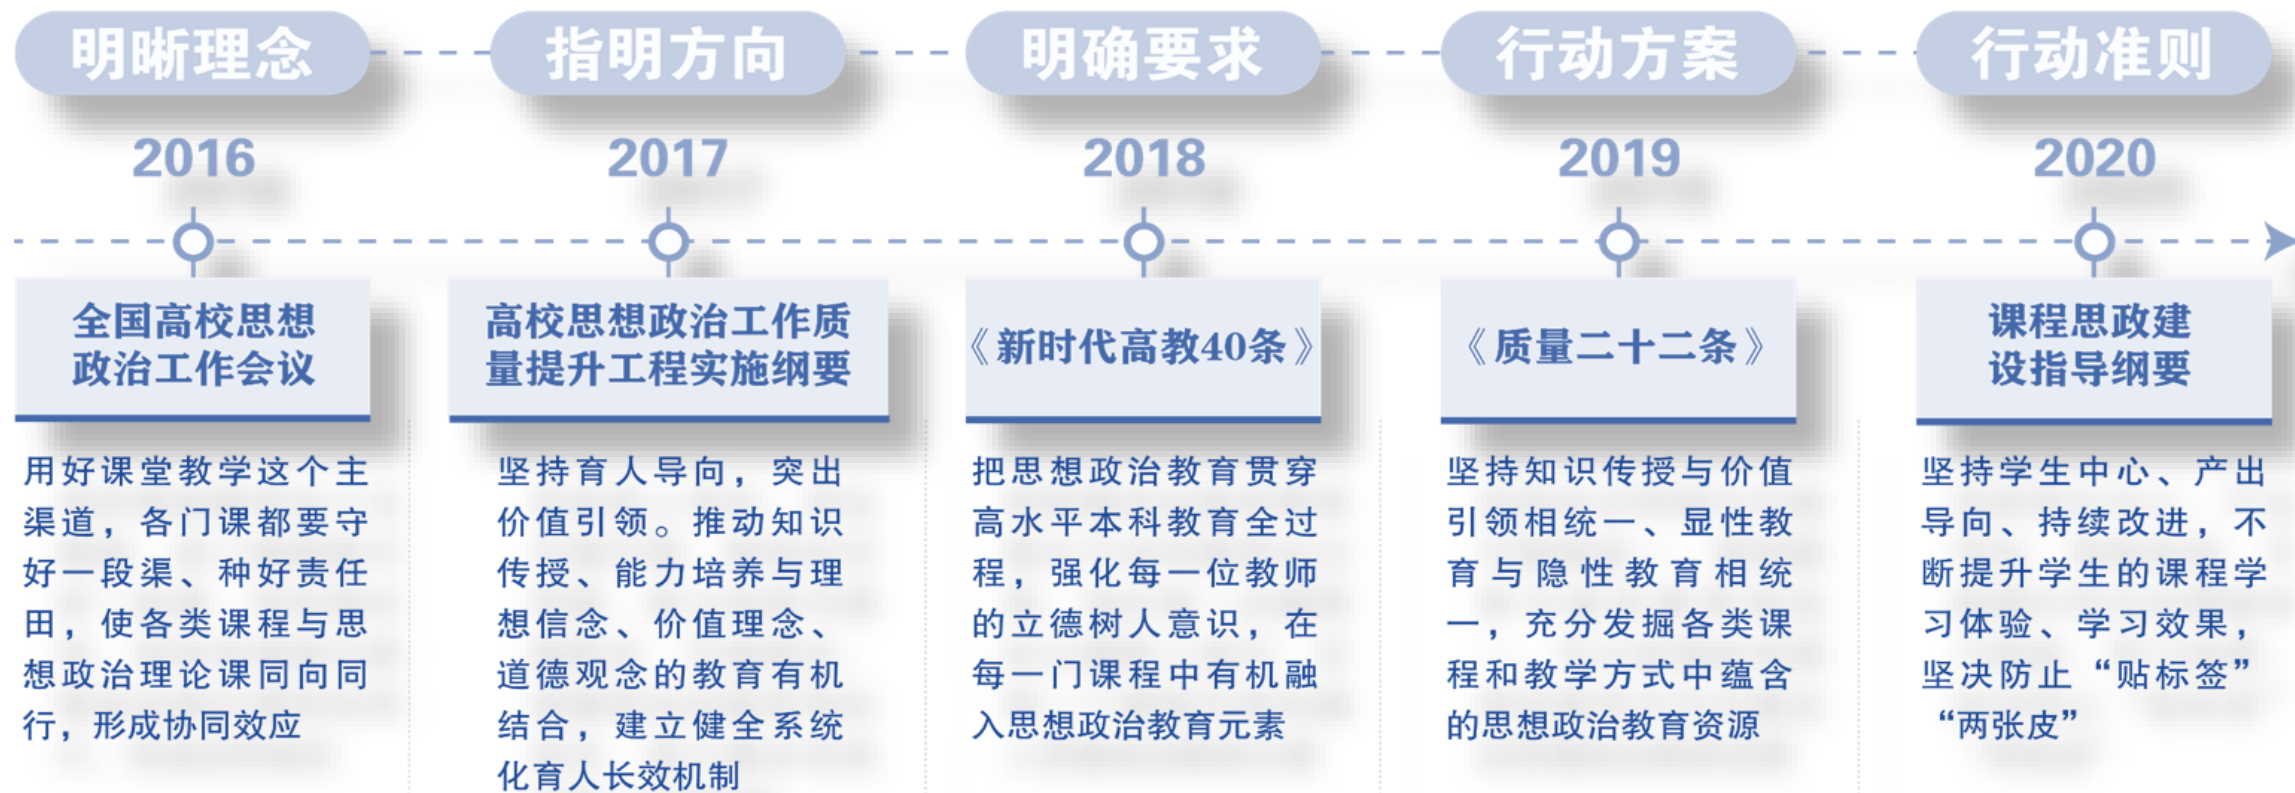 明晰理念
指明方向
明确要求
行动方案
行动准则
2016
2017
2018
2019
2020
全国高校思想
政治工作会议
高校思想政治工作质
量提升工程实施纲要
《新时代高教40条》
《质量二十二条》
课程思政建
设指导纲要
用好课堂教学这个主
渠道，各门课都要守
好一段渠、种好责任
田，使各类课程与思
想政治理论课同向同
行，形成协同效应
坚持育人导向，突出
价值引领。推动知识
传授、能力培养与理
想信念、价值理念、
道德观念的教育有机
结合，建立健全系统
化育人长效机制
把思想政治教育贯穿
高水平本科教育全过
程，强化每一位教师
的立德树人意识，在
每一门课程中有机融
入思想政治教育元素
坚持知识传授与价值
引领相统一、显性教
育与隐性教育相统
一，充分发掘各类课
程和教学方式中蕴含
的思想政治教育资源
坚持学生中心、产出
导向、持续改进，不
断提升学生的课程学
习体验、学习效果，
坚决防止“贴标签”
“两张皮”